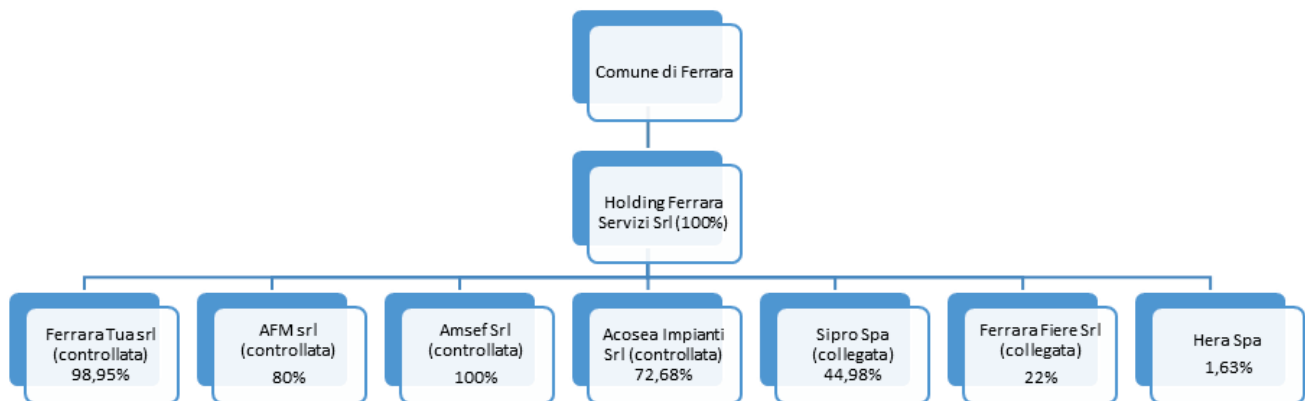 Comune di Ferrara
Holding Ferrara
Servizi Srl (100%)
Ferrara Tua srl
(controllata)
98,95%
AFM srl
(controllata)
80%
Amsef Srl
(controllata)
100%
Acosea Impianti
Srl (controllata)
72,68%
Sipro Spa
(collegata)
44,98%
Ferrara Fiere Srl
(collegata)
22%
Hera Spa
1,63%